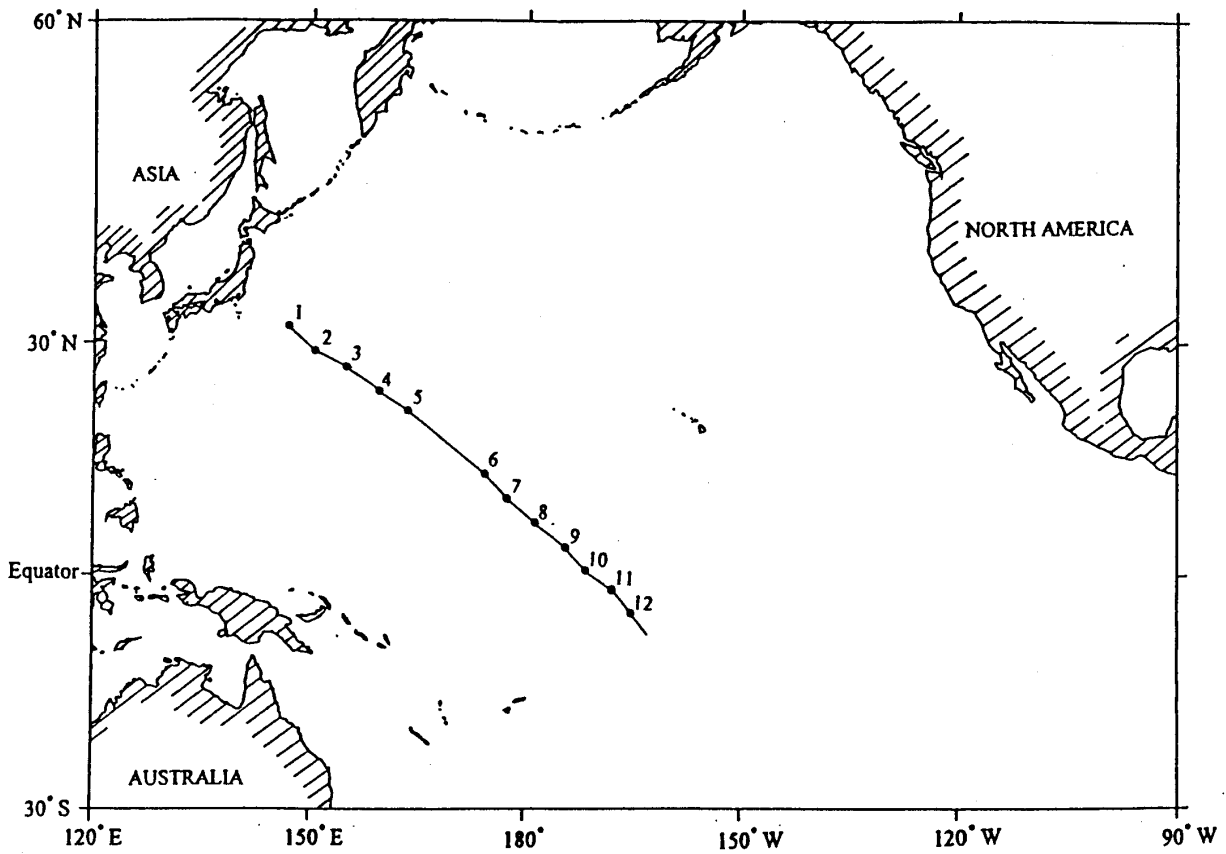 60° N
ASIA
NORTH AMERICA
1
2
30° N
3
4
5
6
7
8
9
10
Equator
11
12
AUSTRALIA
30° S
120° E
150° E
180°
150° W
120° W
90° W